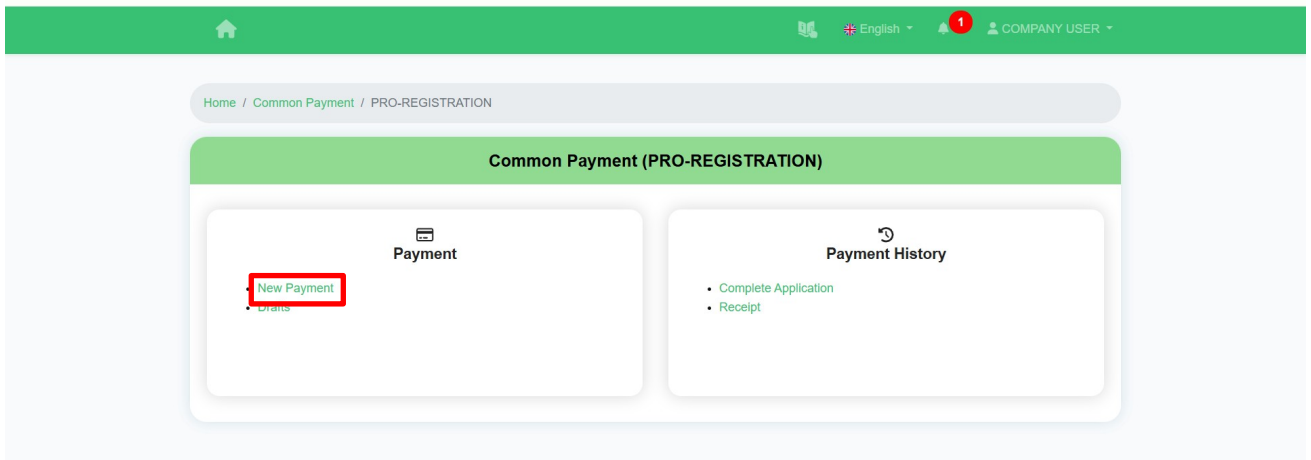 English 1 COMPANY USER
Home / Common Payment / PRO-REGISTRATION
Common Payment (PRO-REGISTRATION)
Payment
New Payment
Drafts
Payment History
Complete Application
Receipt